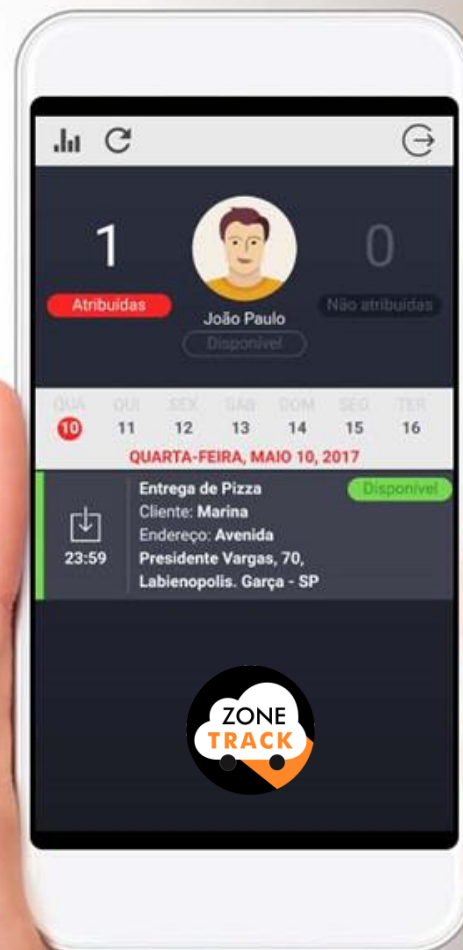 1
0
Atribuídas
Não atribuídas
João Paulo
Disponível
QUA QUI SEX SÁB DOM SEG TER
10 11 12 13 14 15 16
QUARTA-FEIRA, MAIO 10, 2017
Entrega de Pizza
Disponível
Cliente: Marina
Endereço: Avenida
23:59
Presidente Vargas, 70,
Labienopolis. Garça - SP
ZONE
TRACK